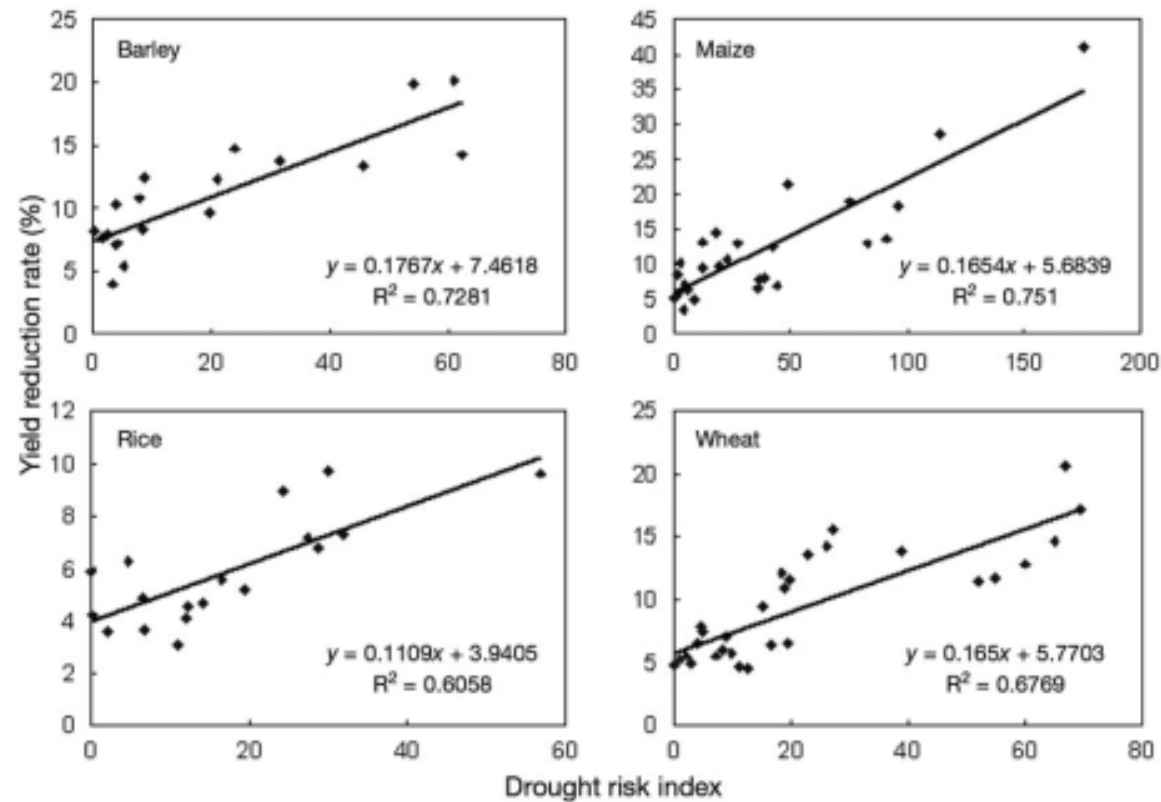 Yield reduction rate (%)
Barley
25
20
15
10
5
0
y = 0.1767x + 7.4618
R² = 0.7281
0 20 40 60 80
Maize
45
40
35
30
25
20
15
10
5
0
y = 0.1654x + 5.6839
R² = 0.751
0 50 100 150 200
Rice
12
10
8
6
4
2
0
y = 0.1109x + 3.9405
R² = 0.6058
0 20 40 60
Wheat
25
20
15
10
5
0
y = 0.165x + 5.7703
R² = 0.6769
0 20 40 60 80
Drought risk index